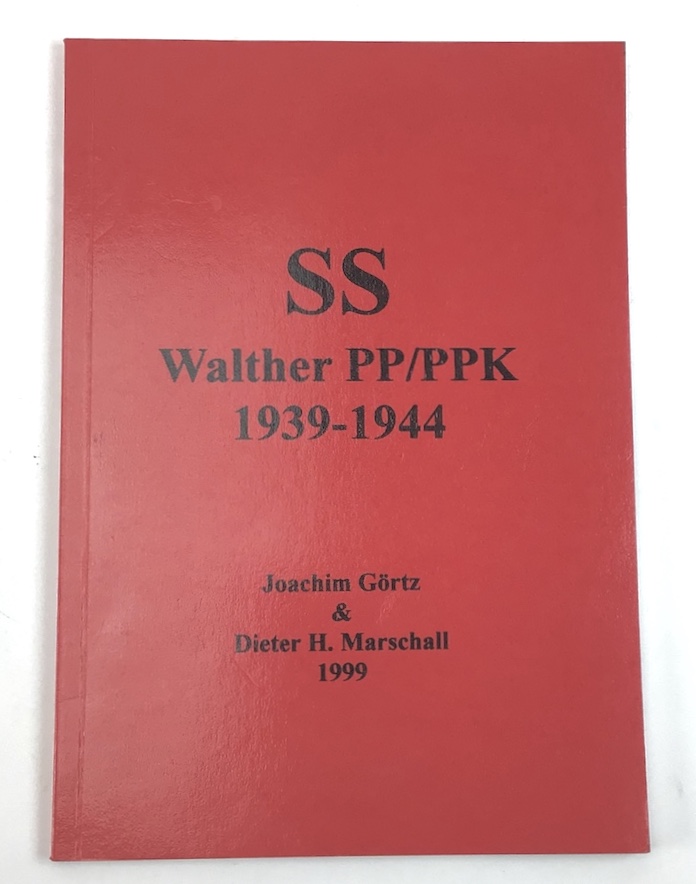 SS
Walther PP/PPK
1939-1944
Joachim Görtz
&
Dieter H. Marschall
1999